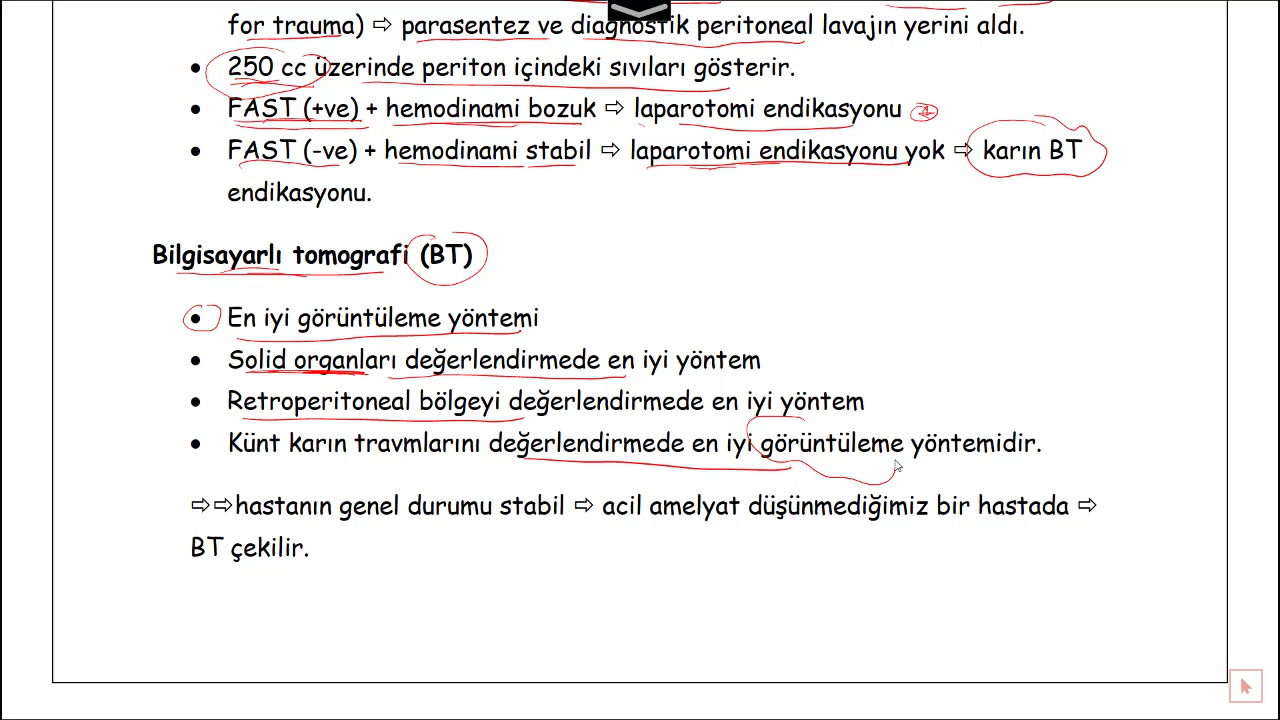 for trauma) ⇨ parasentez ve diagnostik peritoneal lavajın yerini aldı.
• 250 cc üzerinde periton içindeki sıvıları gösterir.
• FAST (+ve) + hemodinami bozuk ⇨ laparotomi endikasyonu
• FAST (-ve) + hemodinami stabil ⇨ laparotomi endikasyonu yok ⇨ karın BT
endikasyonu.
Bilgisayarlı tomografi (BT)
• En iyi görüntüleme yöntemi
• Solid organları değerlendirmede en iyi yöntem
• Retroperitoneal bölgeyi değerlendirmede en iyi yöntem
• Künt karın travmlarını değerlendirmede en iyi görüntüleme yöntemidir.
⇨⇨hastanın genel durumu stabil ⇨ acil amelyat düşünmediğimiz bir hastada ⇨
BT çekilir.